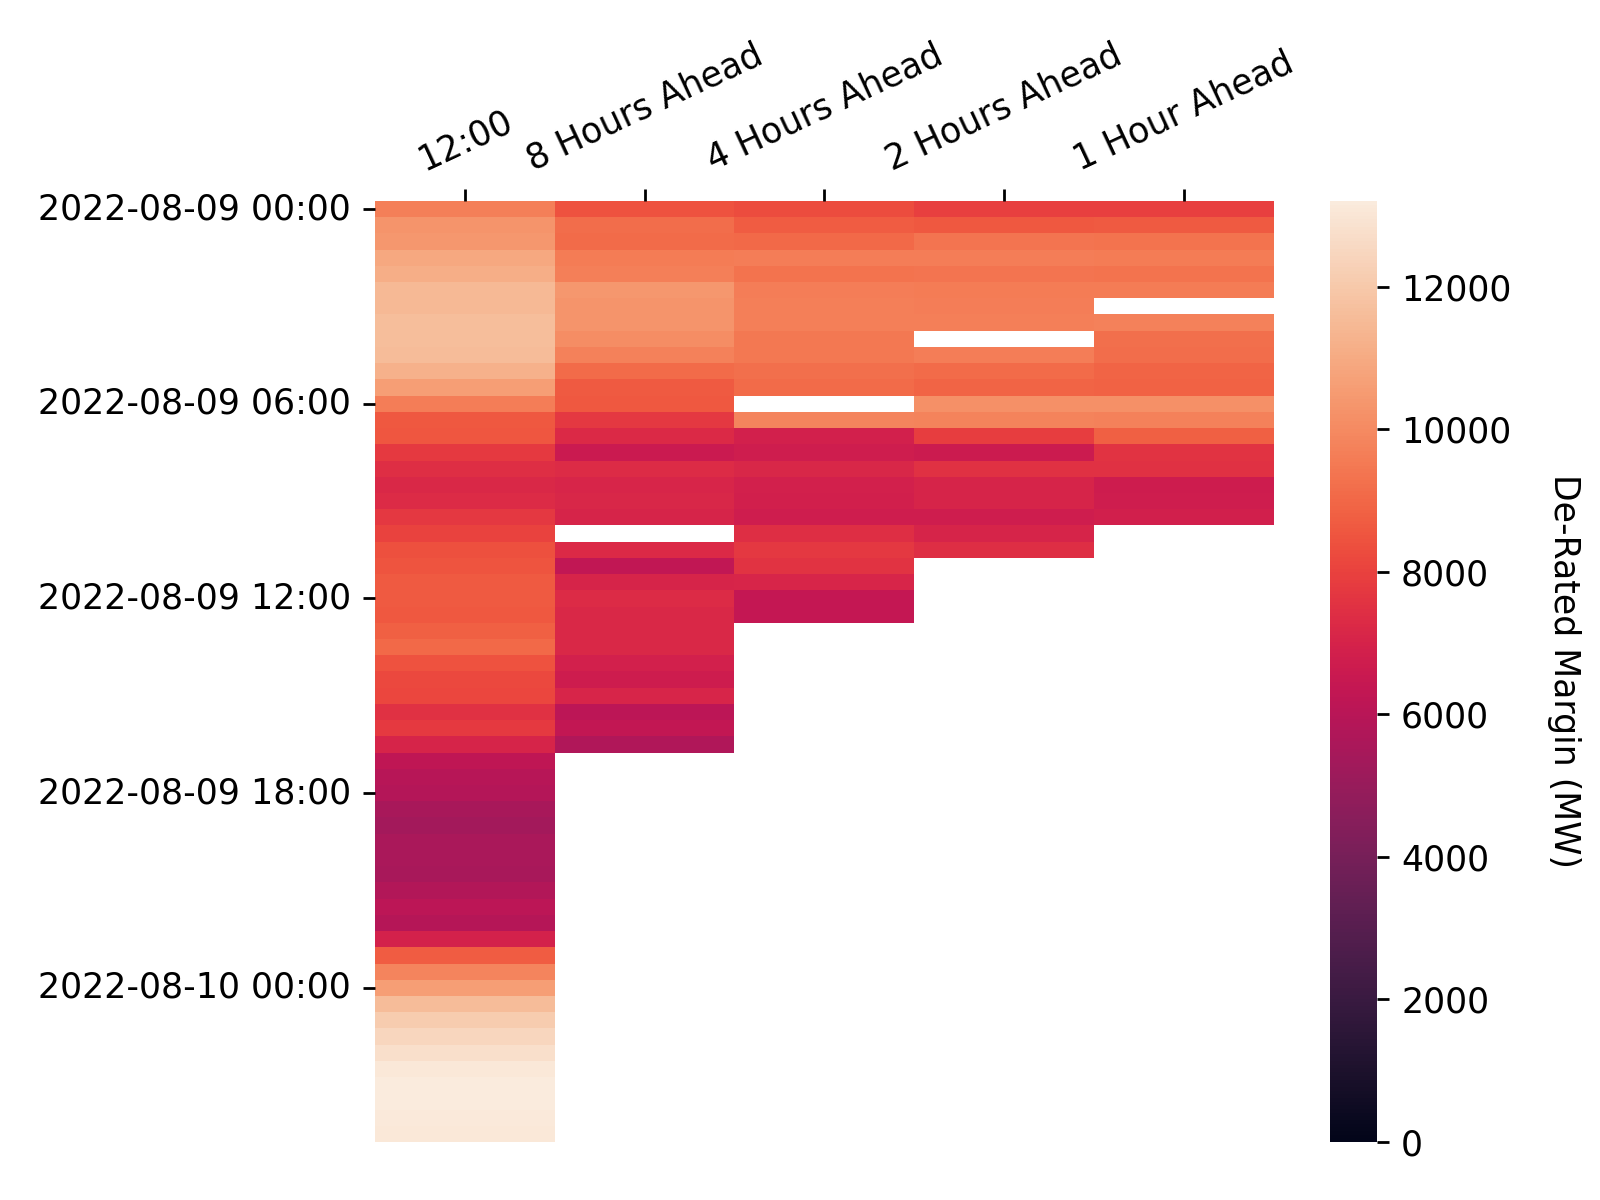 12:00
8 Hours Ahead
4 Hours Ahead
2 Hours Ahead
1 Hour Ahead
2022-08-09 00:00
2022-08-09 06:00
2022-08-09 12:00
2022-08-09 18:00
2022-08-10 00:00
12000
10000
8000
6000
4000
2000
0
De-Rated Margin (MW)